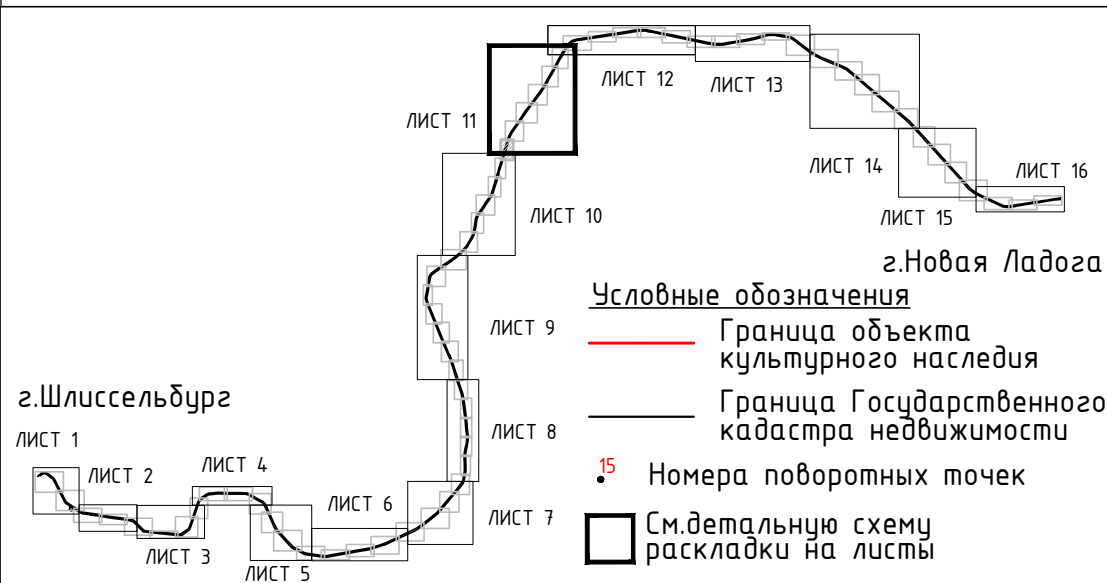 ЛИСТ 12
ЛИСТ 13
ЛИСТ 11
ЛИСТ 14
ЛИСТ 16
ЛИСТ 10
ЛИСТ 15
г.Новая Ладога
Условные обозначения
ЛИСТ 9
Граница объекта
культурного наследия
г.Шлиссельбург
Граница Государственного
кадастра недвижимости
ЛИСТ 1
ЛИСТ 8
ЛИСТ 2
ЛИСТ 4
15
Номера поворотных точек
ЛИСТ 6
ЛИСТ 7
См.детальную схему
раскладки на листы
ЛИСТ 3
ЛИСТ 5